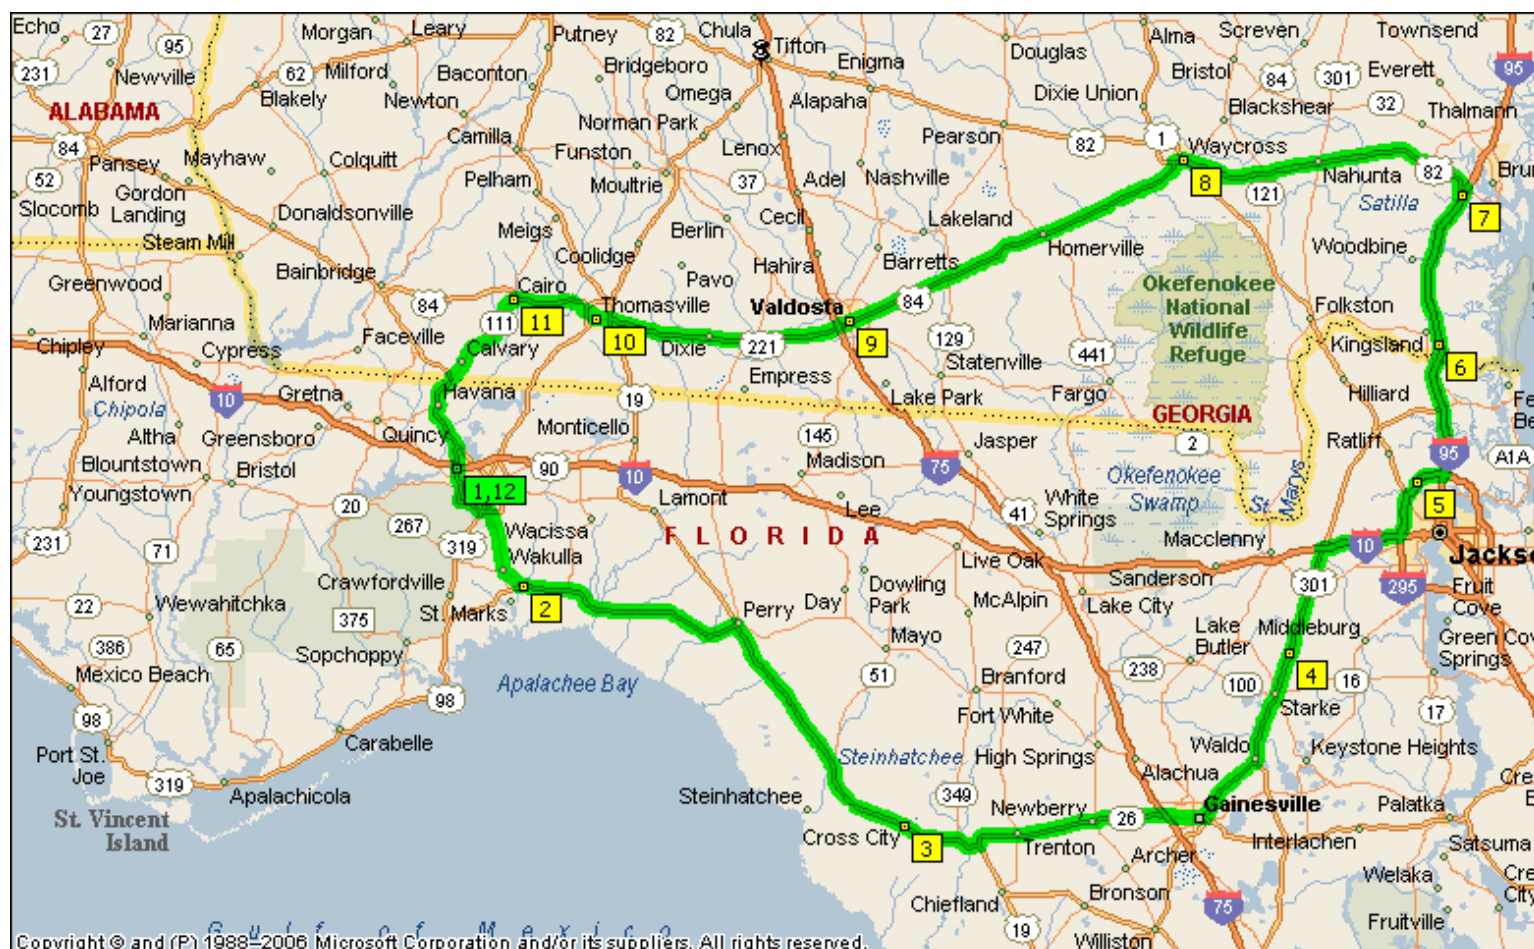 Echo
27
Morgan
Leary
Putney
82
Chula
Tifton
Alma
Screven
Townsend
95
231
Newville
62
Milford
Baconton
Bridgeboro
Enigma
Douglas
Bristol
84
301
Everett
95
Blakely
Newton
Omega
Alapaha
Dixie Union
Blackshear
32
Thalmann
ALABAMA
84
Camilla
Norman Park
Lenox
Pearson
82
1
Waycross
Pansey
Mayhaw
Colquitt
Funston
Moultrie
37
Adel
Nashville
8
121
Nahunta
82
52
Slocomb
Gordon
Landing
Pelham
Cecil
Lakeland
Satilla
7
Donaldsonville
Meigs
Berlin
Homerville
Woodbine
Steam Mill
Coolidge
Hahira
Barretts
Greenwood
Bainbridge
Pavo
Okefenokee
National
Wildlife
Refuge
84
Cairo
Thomasville
Valdosta
84
Folkston
Marianna
Faceville
111
11
10
Dixie
221
9
129
Statenville
441
Kingsland
6
Chipley
Cypress
Calvary
Alford
10
Gretna
Havana
19
Empress
Lake Park
Fargo
GEORGIA
Hilliard
Chipola
Altha
Greensboro
Quincy
Monticello
145
Jasper
2
Ratliff
95
A1A
Blountstown
Bristol
90
10
Madison
75
Okefenokee
Swamp
St.
Marys
Youngstown
20
1,12
Lamont
Lee
41
White
Springs
5
231
71
267
319
Wacissa
Wakulla
FLORIDA
Live Oak
Macclenny
10
Sanderson
301
295
Fruit
Cove
22
Wewahitchka
Crawfordville
375
St. Marks
2
Perry
Day
Dowling
Park
McAlpin
Lake City
386
65
Sopchoppy
Mayo
247
Lake
Butler
Middleburg
4
16
Springs
Mexico Beach
Apalachee Bay
51
Branford
238
100
Starke
17
98
98
Carabelle
Fort White
Port St.
Joe
319
Apalachicola
Steinhatchee
High Springs
Waldo
Keystone Heights
Alachua
St. Vincent
Island
Steinhatchee
349
Newberry
26
Gainesville
Palatka
Cross City
3
Trenton
Interlachen
Satsuma
Archer
Chiefland
Bronson
75
Welaka
City
19
Williston
Fruitville
Gulf of Mexico
Copyright © and (P) 1988–2006 Microsoft Corporation and/or its suppliers. All rights reserved.